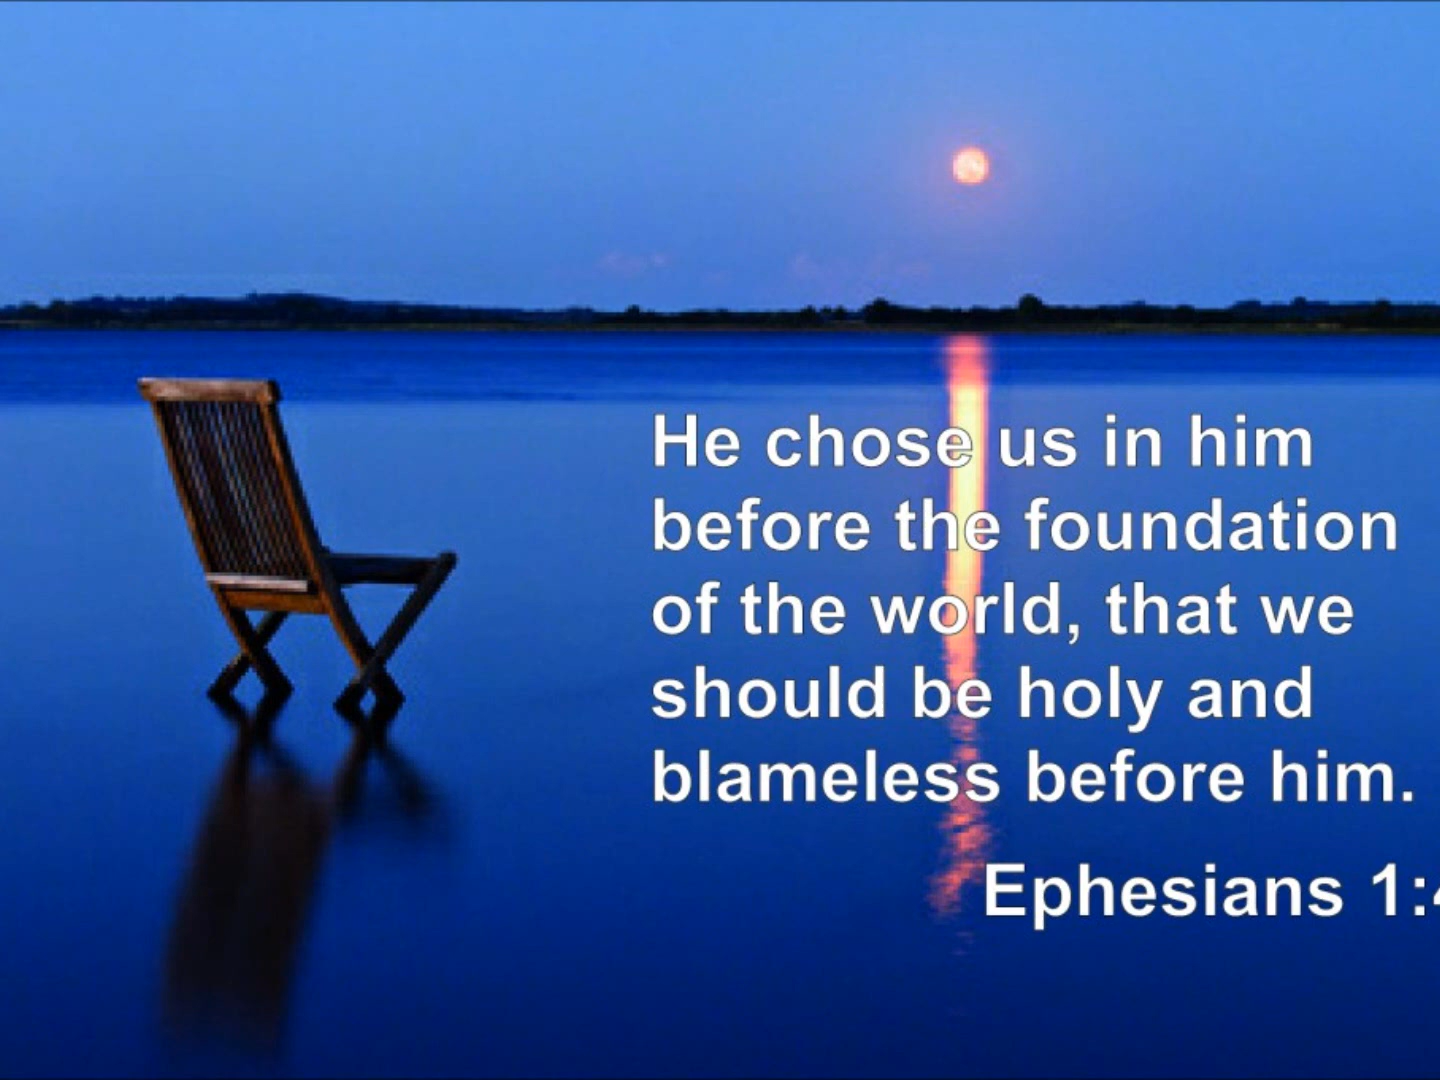 He chose us in him
before the foundation
of the world, that we
should be holy and
blameless before him.
Ephesians 1:4